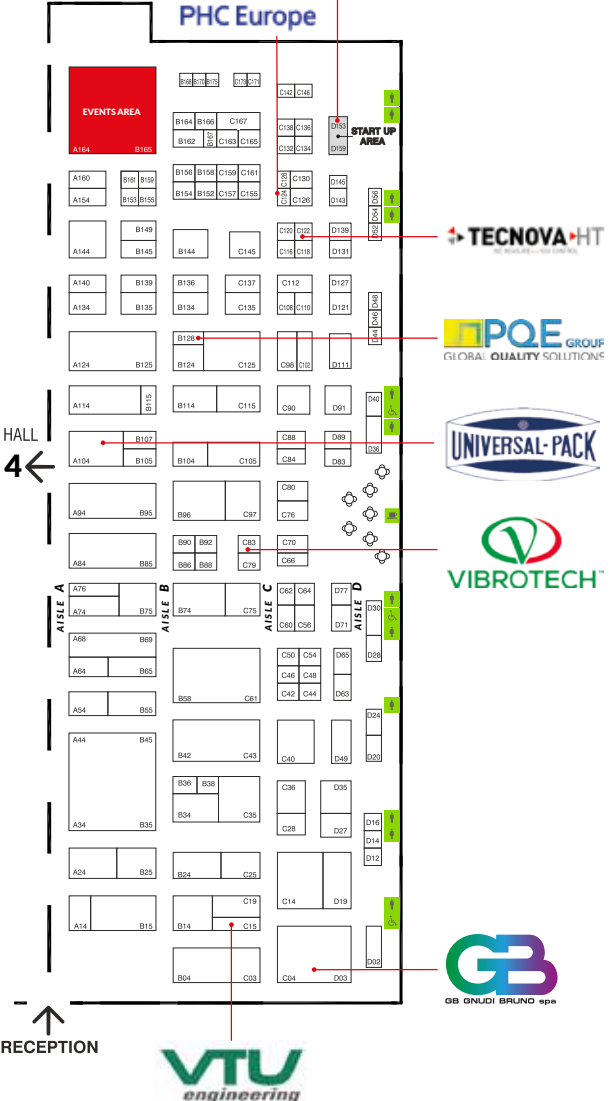 PHC Europe
B168 B170 B175 C173 C171
C142 C146
EVENTS AREA
B164 B166 C167
C138 C136
D153
START UP
AREA
A164 B165
B162 B167 C163 C165
C132 C134
D159
A160 B161 B159
B156 B158 C159 C161
C128 C130
D145
A154 B153 B155
B154 B152 C157 C155
C124 C126
D143
D56
D54
D52
B149
C120 C122
D139
TECNOVA HT
A144 B145
B144 C145
C116 C118
D131
A140 B139
B136 C137
C112
D127
A134 B135
B134 C135
C108 C110
D121
D48
D46
D44
B128
PQE GROUP
GLOBAL QUALITY SOLUTIONS
A124 B125
B124 C125
C98 C102
D111
A114 B115
B114 C115
C90 D91
D40
HALL
4
B107
C88 D89
A104 B105
B104 C105
C84 D83
D36
UNIVERSAL-PACK
A94 B95
B96 C97
C80
C76
B90 B92 C83
C70
A84 B85
B86 B88 C79
C66
VIBROTECH
AISLE A
AISLE B
AISLE C
AISLE D
A76
A74 B75
B74 C75
C62 C64
D77
C60 C56
D71
D30
A68 B69
A64 B65
C50 C54
D65
D28
C46 C48
C42 C44
D63
B58 C61
A54 B55
D24
A44 B45
B42 C43
C40 D49
D20
B36 B38
C36 D35
A34 B35
B34 C35
C28 D27
D16
D14
D12
A24 B25
B24 C25
C14 D19
A14 B15
B14 C19
C15
D02
B04 C03
C04 D03
GB
GB GNUDI BRUNO spa
RECEPTION
VTU
engineering